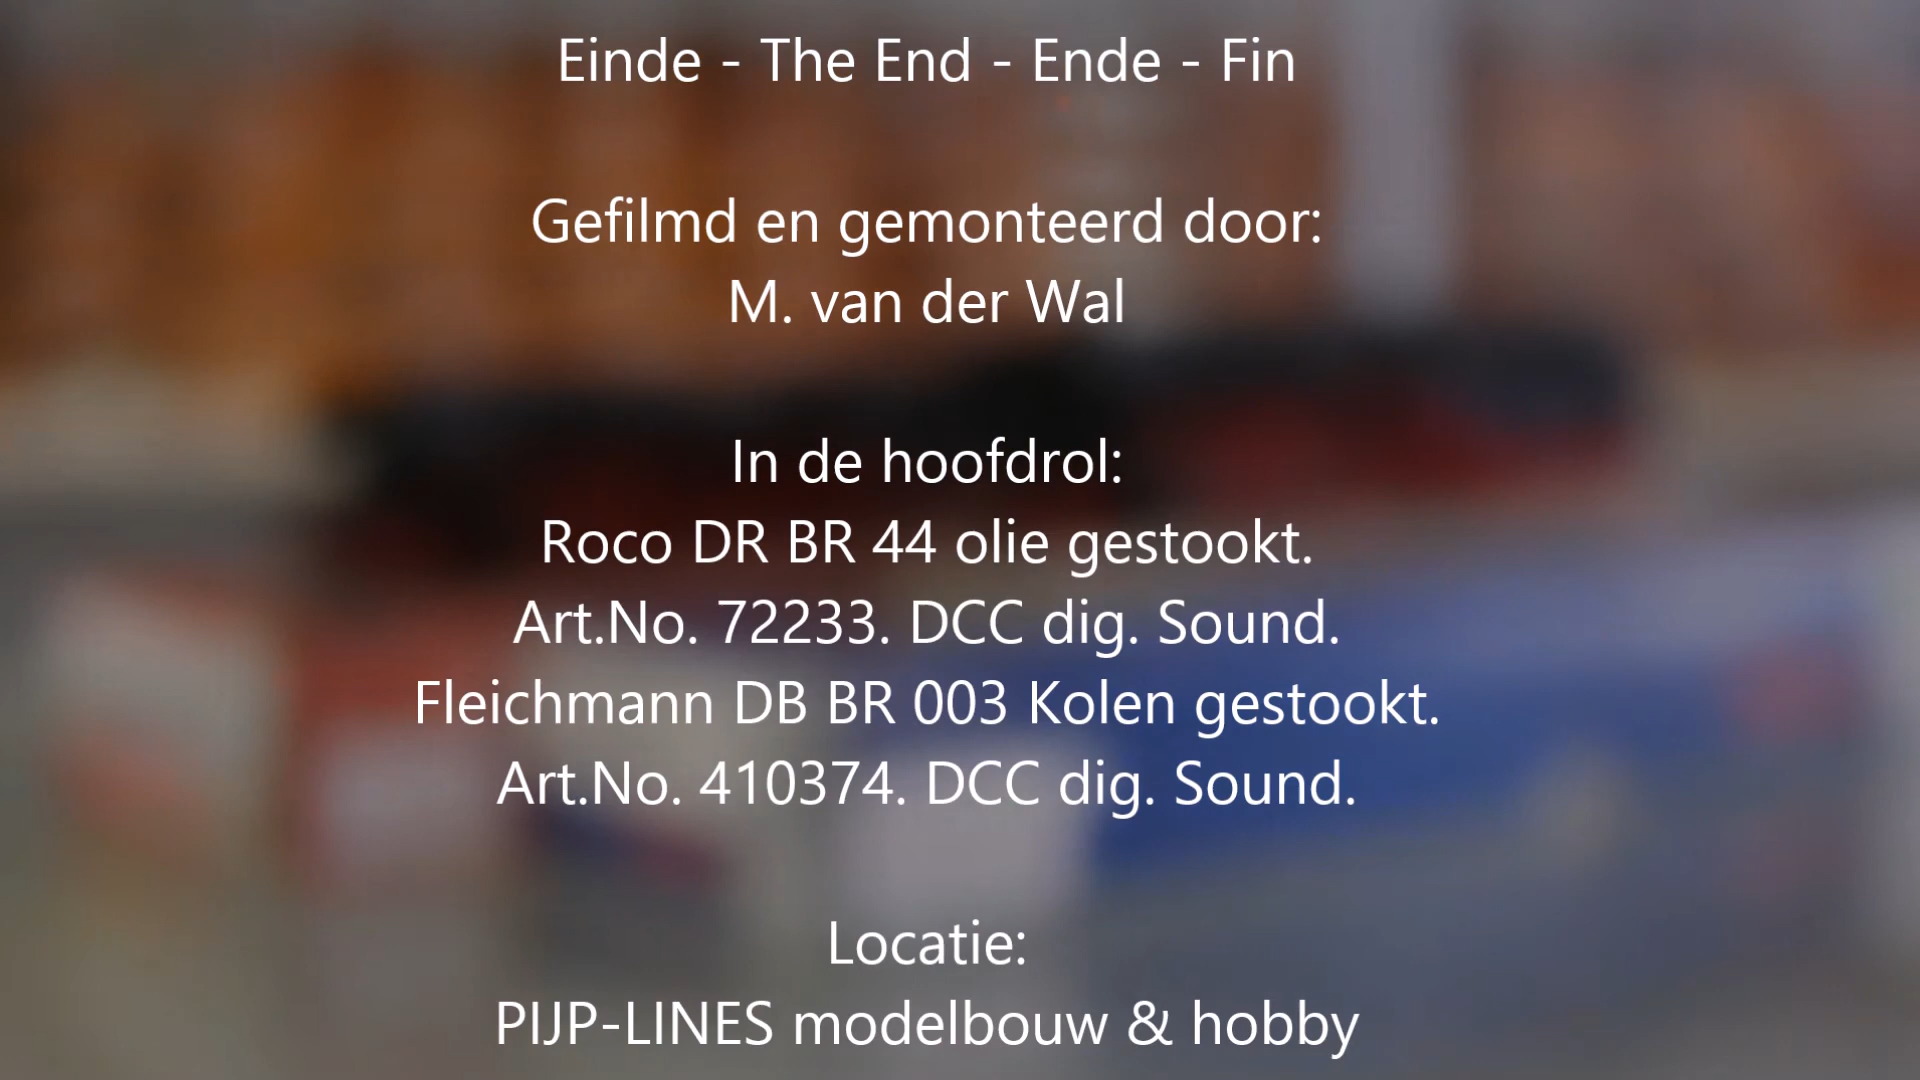 Einde - The End - Ende - Fin
Gefilmd en gemonteerd door:
M. van der Wal
In de hoofdrol:
Roco DR BR 44 olie gestookt.
Art.No. 72233. DCC dig. Sound.
Fleichmann DB BR 003 Kolen gestookt.
Art.No. 410374. DCC dig. Sound.
Locatie:
PIJP-LINES modelbouw & hobby